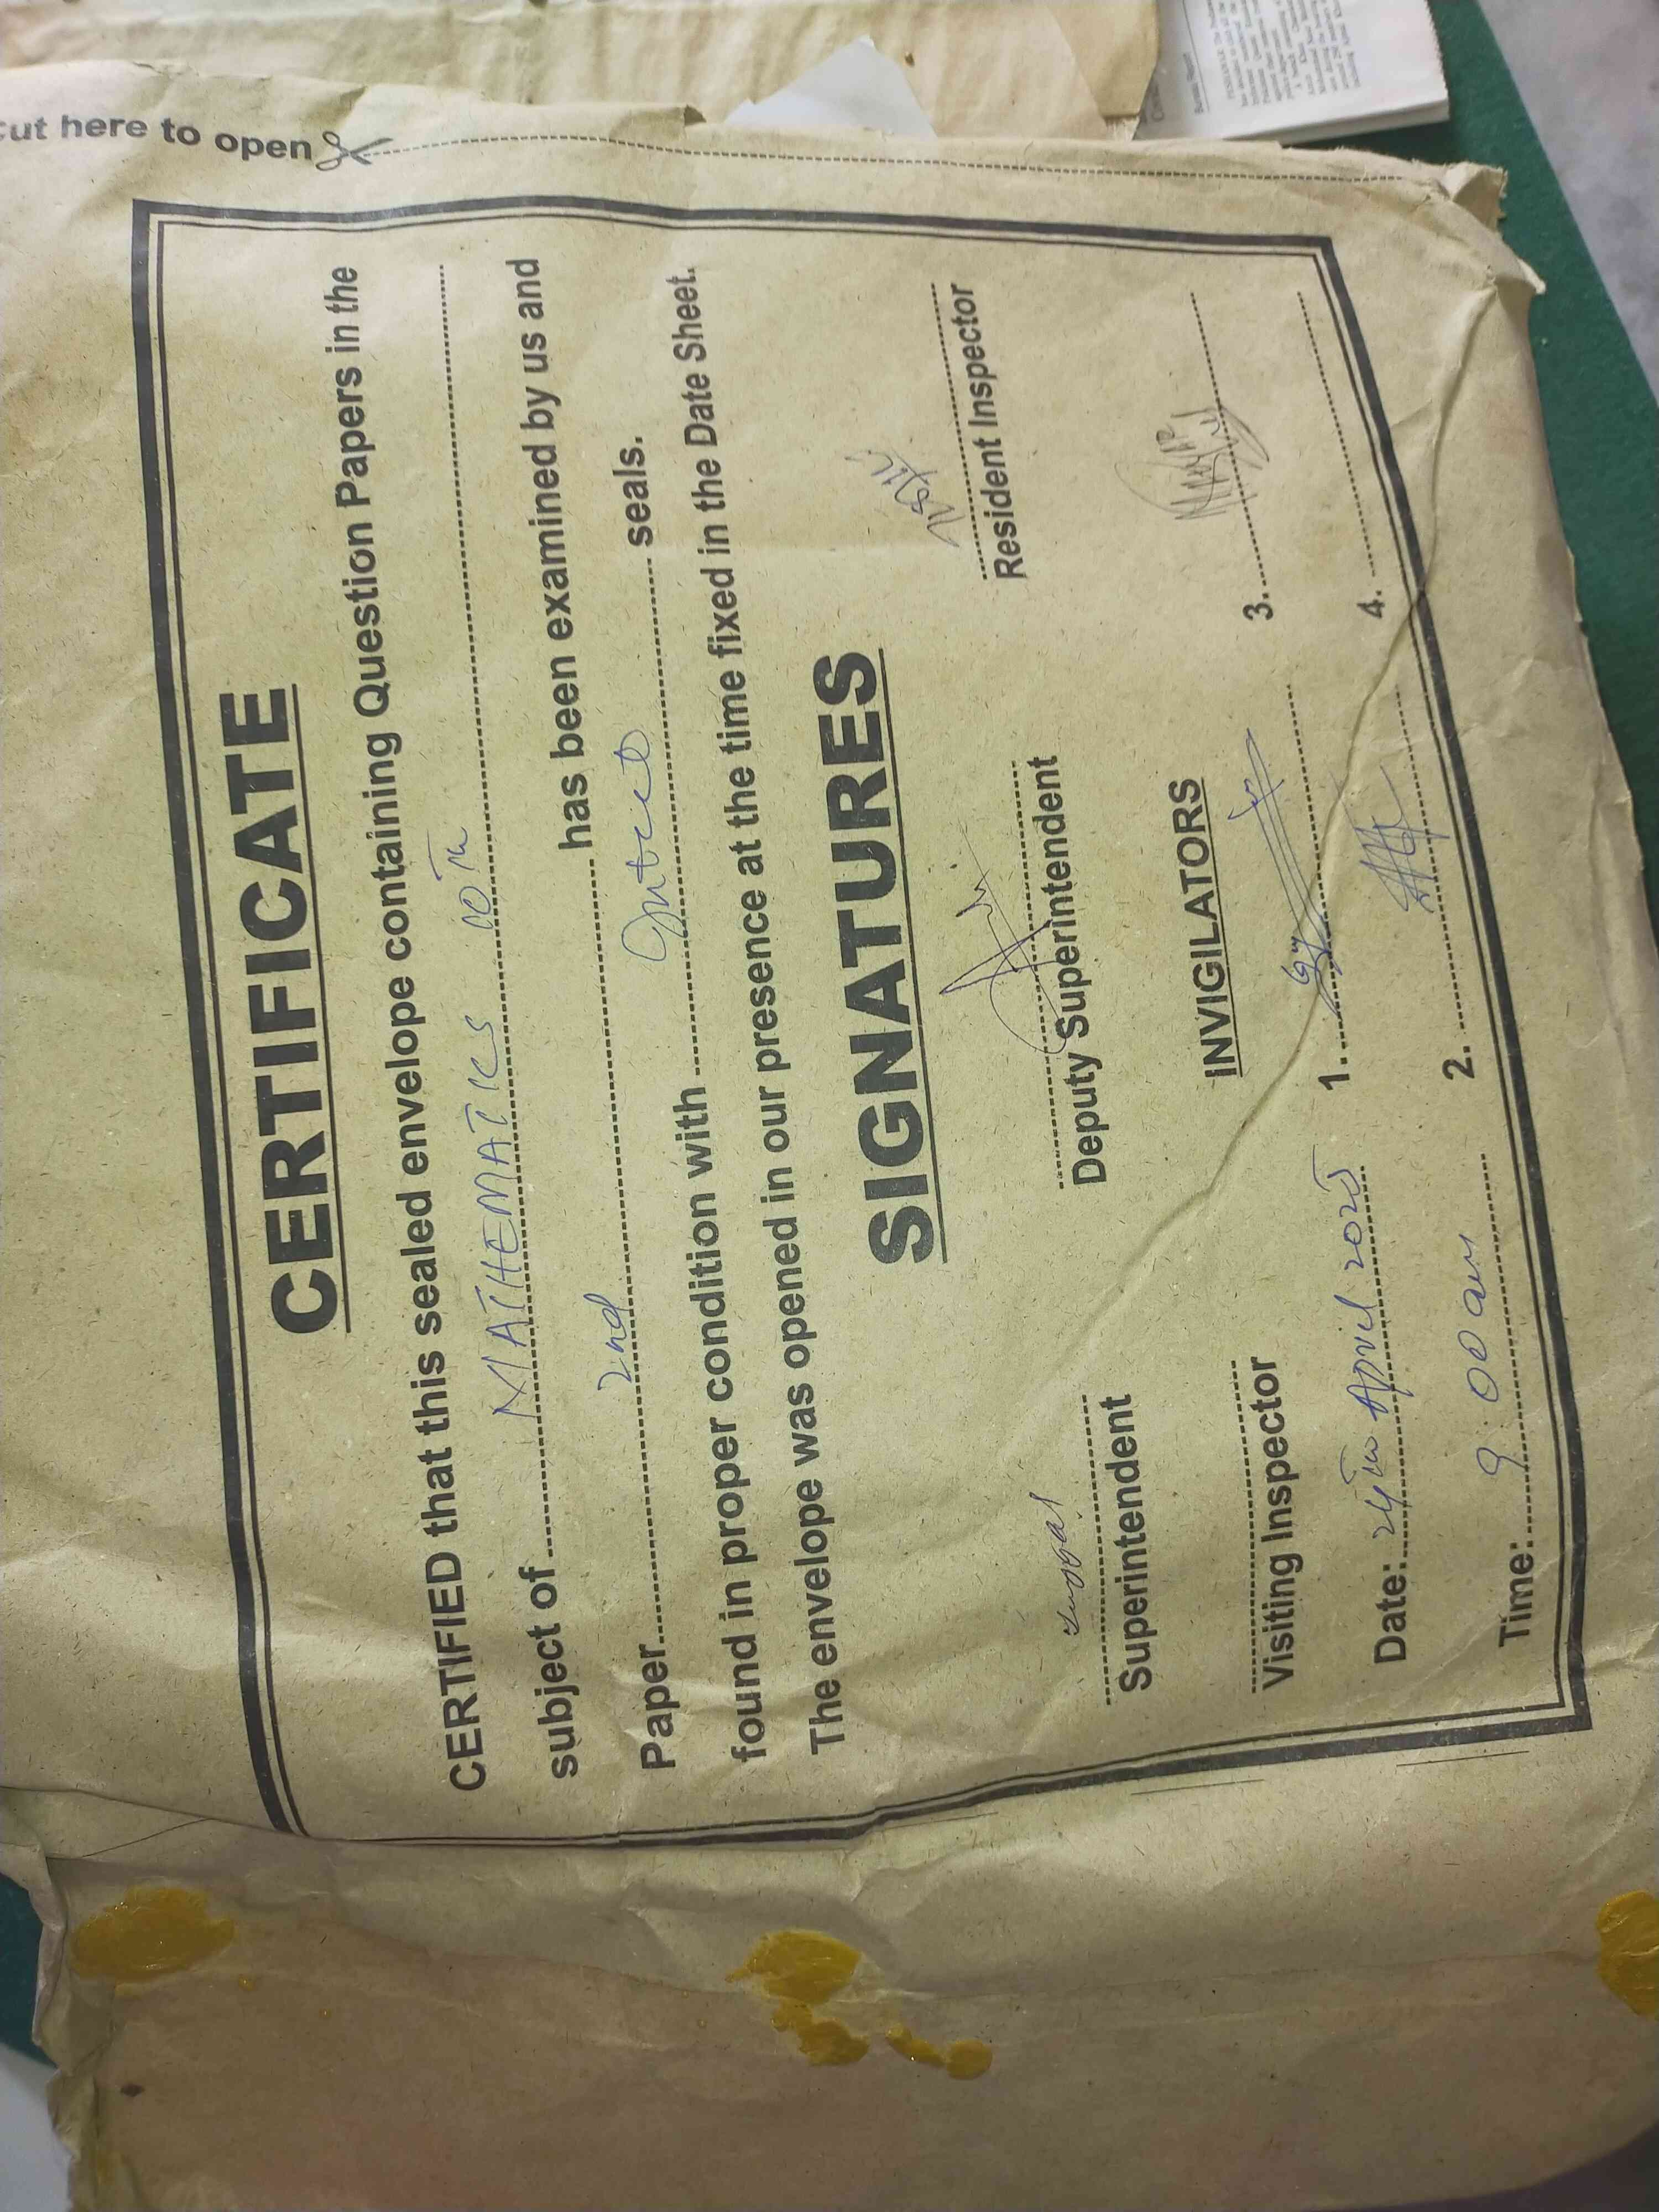 Cut here to open
CERTIFICATE
CERTIFIED that this sealed envelope containing Question Papers in the
subject of MATHEMATICS 10th
Paper 2nd has been examined by us and
found in proper condition with Intact seals.
The envelope was opened in our presence at the time fixed in the Date Sheet.
SIGNATURES
Superintendent
Deputy Superintendent
Resident Inspector
Visiting Inspector
INVIGILATORS
1.
3.
Date: 24th April 2025
2.
4.
Time: 9:00 am